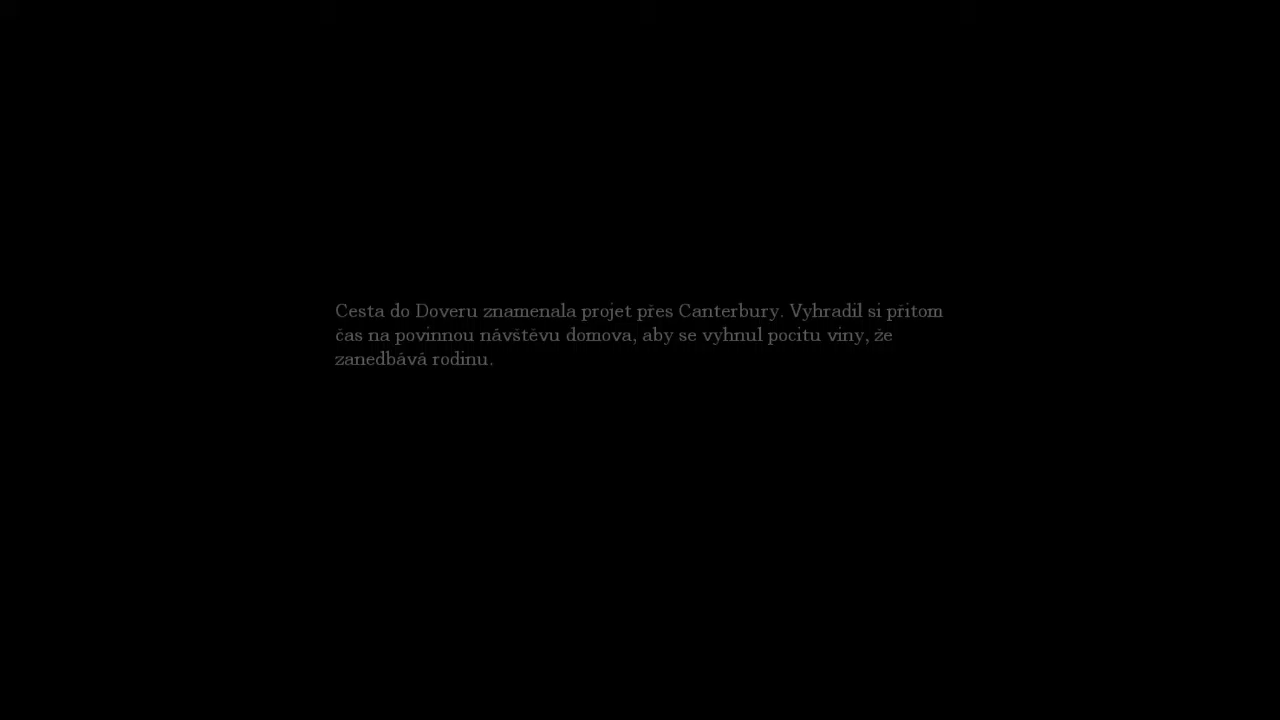 Cesta do Doveru znamenala projet přes Canterbury. Vyhradil si přitom
čas na povinnou návštěvu domova, aby se vyhnul pocitu viny, že
zanedbává rodinu.